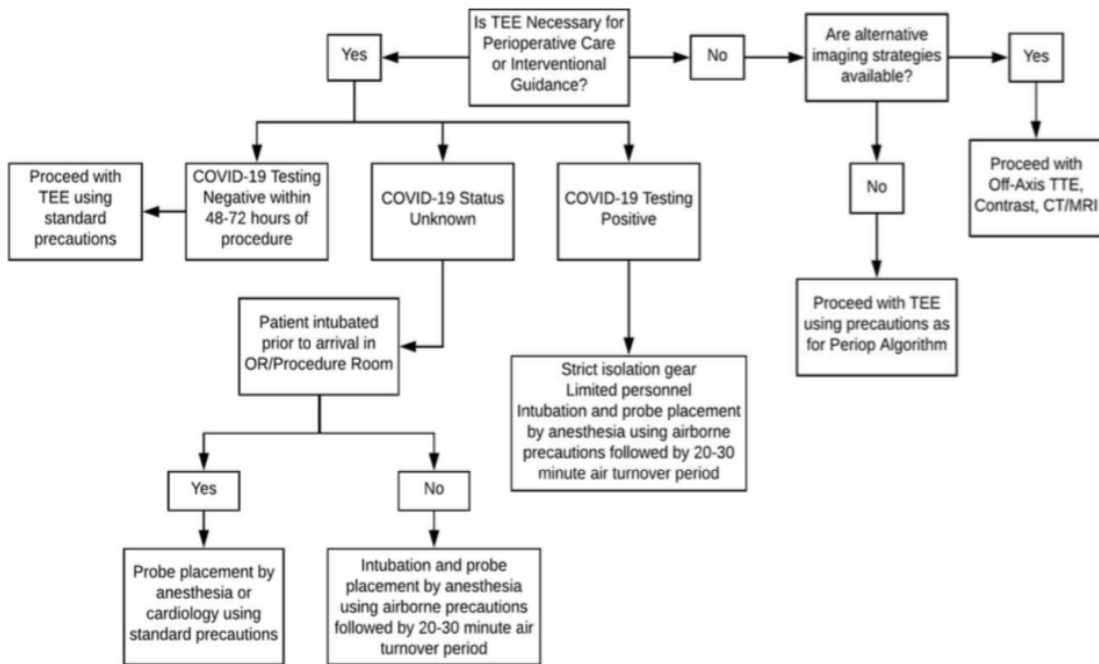 Is TEE Necessary for
Perioperative Care
or Interventional
Guidance?
Yes
No
Are alternative
imaging strategies
available?
Yes
Proceed with
TEE using
standard
precautions
COVID-19 Testing
Negative within
48-72 hours of
procedure
COVID-19 Status
Unknown
COVID-19 Testing
Positive
No
Proceed with
Off-Axis TTE,
Contrast, CT/MRI
Patient intubated
prior to arrival in
OR/Procedure Room
Proceed with TEE
using precautions as
for Periop Algorithm
Strict isolation gear
Limited personnel
Intubation and probe placement
by anesthesia using airborne
precautions followed by 20-30
minute air turnover period
Yes
No
Probe placement by
anesthesia or
cardiology using
standard precautions
Intubation and probe
placement by anesthesia
using airborne precautions
followed by 20-30 minute air
turnover period